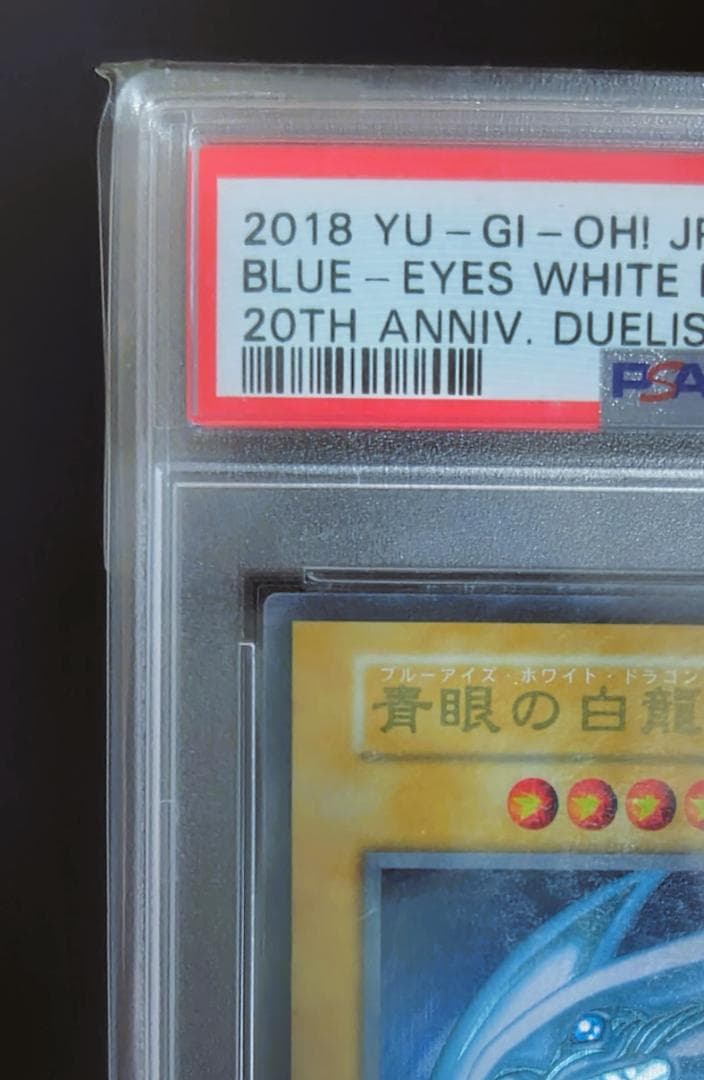 2018 YU-GI-OH! JP
BLUE-EYES WHITE
20TH ANNIV. DUELIS
PSA
ブルーアイズ・ホワイト・ドラゴン
青眼の白龍